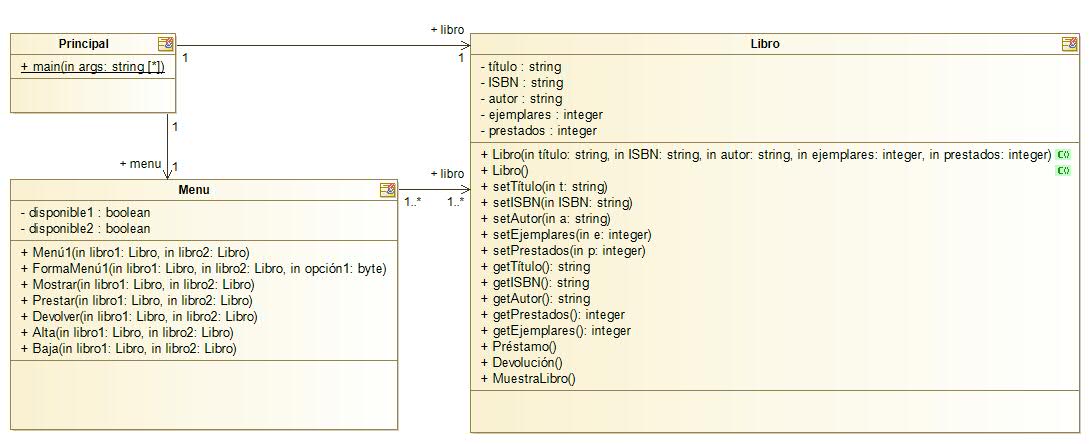 Principal
+ main(in args: string [*])
1
+ libro
1
1
+ menu
1
Menu
- disponible1 : boolean
- disponible2 : boolean
+ Menú1(in libro1: Libro, in libro2: Libro)
+ FormaMenú1(in libro1: Libro, in libro2: Libro, in opción1: byte)
+ Mostrar(in libro1: Libro, in libro2: Libro)
+ Prestar(in libro1: Libro, in libro2: Libro)
+ Devolver(in libro1: Libro, in libro2: Libro)
+ Alta(in libro1: Libro, in libro2: Libro)
+ Baja(in libro1: Libro, in libro2: Libro)
+ libro
1..*
1..*
Libro
- título : string
- ISBN : string
- autor : string
- ejemplares : integer
- prestados : integer
+ Libro(in título: string, in ISBN: string, in autor: string, in ejemplares: integer, in prestados: integer) C()
+ Libro() C()
+ setTítulo(in t: string)
+ setISBN(in ISBN: string)
+ setAutor(in a: string)
+ setEjemplares(in e: integer)
+ setPrestados(in p: integer)
+ getTítulo(): string
+ getISBN(): string
+ getAutor(): string
+ getPrestados(): integer
+ getEjemplares(): integer
+ Préstamo()
+ Devolución()
+ MuestraLibro()